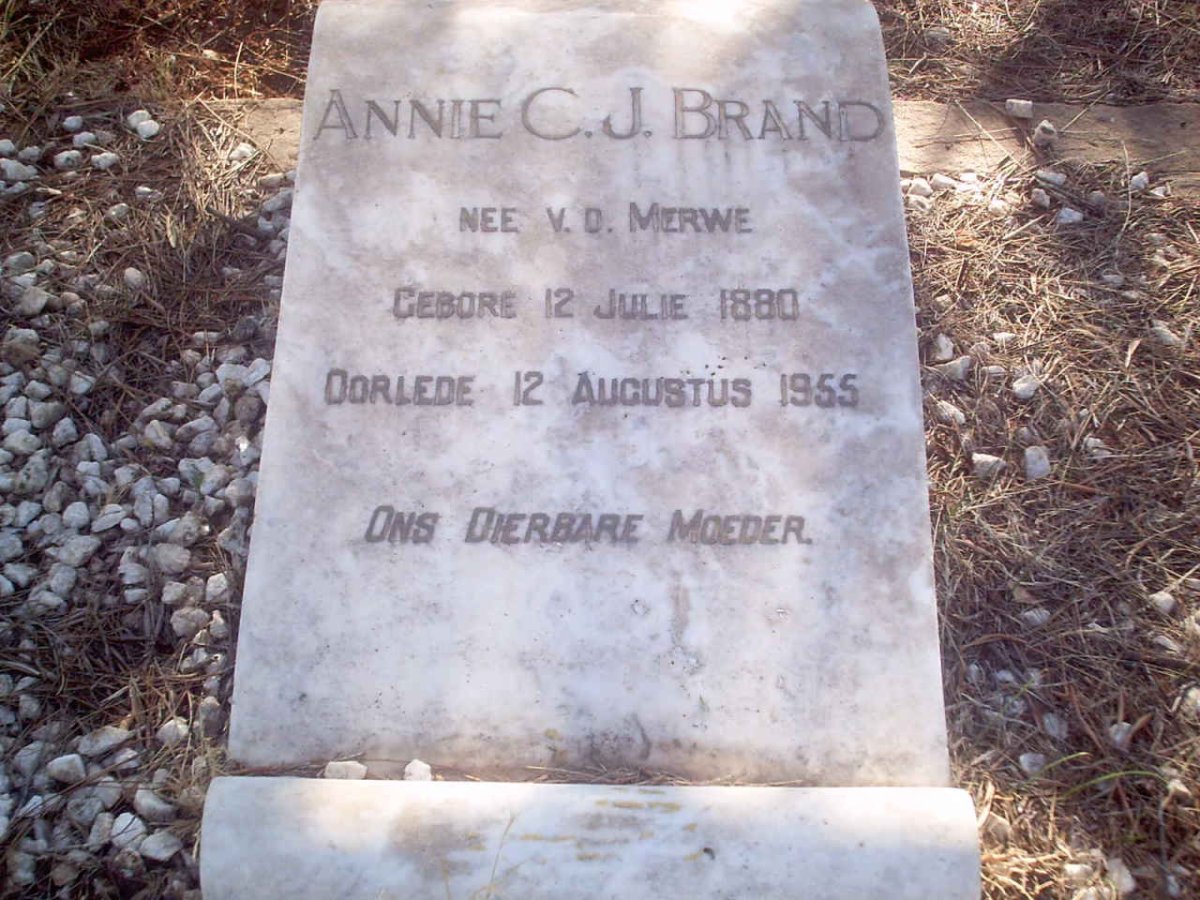 ANNIE C. J. BRAND
NEE V. D. MERWE
GEBORE 12 JULIE 1880
OORLEDE 12 AUGUSTUS 1955
ONS DIERBARE MOEDER.